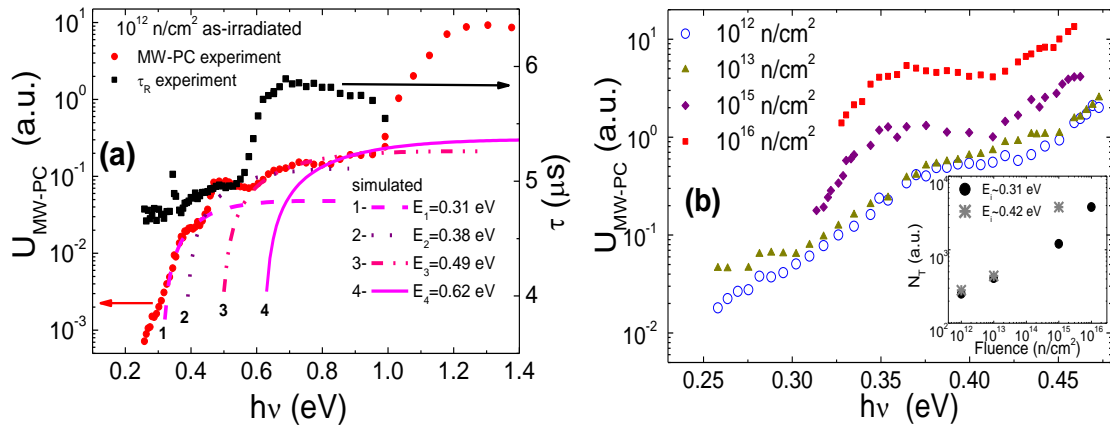 10¹² n/cm² as-irradiated
MW-PC experiment
τR experiment
(a)
simulated
1- E₁=0.31 eV
2- E₂=0.38 eV
3- E₃=0.49 eV
4- E₄=0.62 eV
1 2 3 4
10¹
10⁰
10⁻¹
10⁻²
10⁻³
U_MW-PC (a.u.)
6
5
4
τ (μs)
0.2 0.4 0.6 0.8 1.0 1.2 1.4
hν (eV)
10¹² n/cm²
10¹³ n/cm²
10¹⁵ n/cm²
10¹⁶ n/cm²
(b)
10¹
10⁰
10⁻¹
10⁻²
U_MW-PC (a.u.)
0.25 0.30 0.35 0.40 0.45
hν (eV)
Eᵢ~0.31 eV
Eᵢ~0.42 eV
10⁴
10³
10²
N_T (a.u.)
10¹² 10¹³ 10¹⁴ 10¹⁵ 10¹⁶
Fluence (n/cm²)